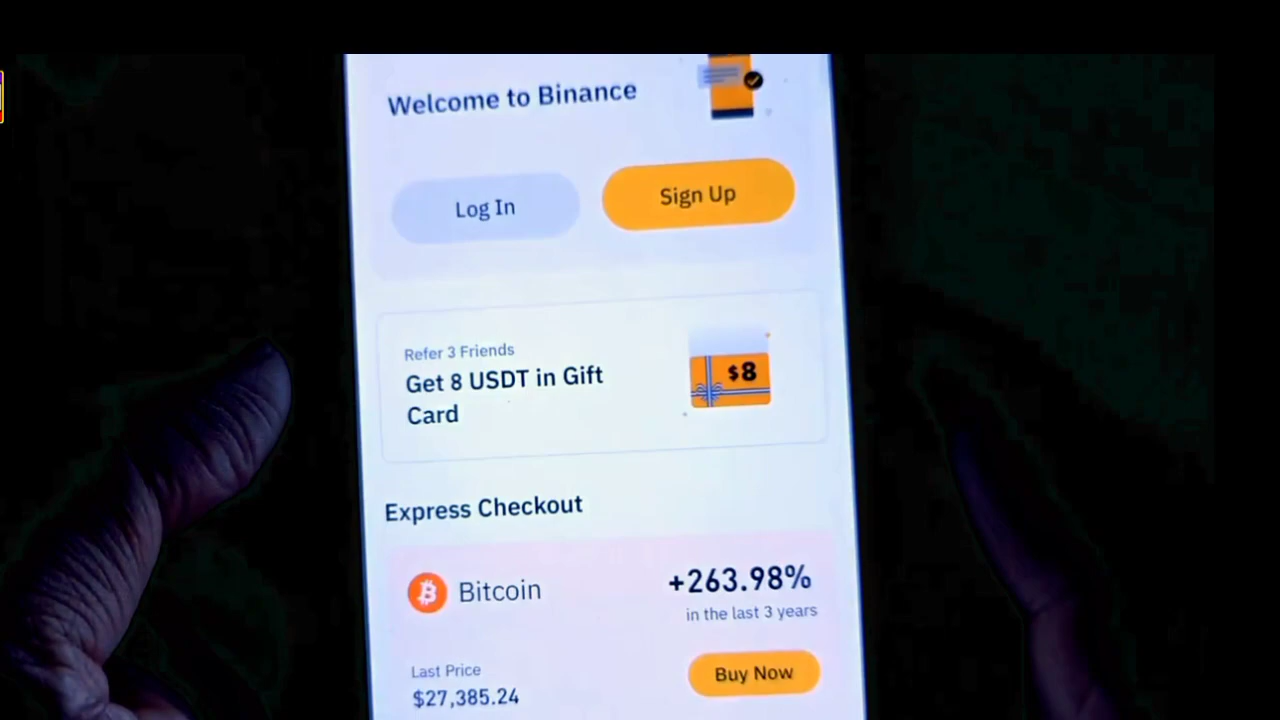 Welcome to Binance
Log In
Sign Up
Refer 3 Friends
Get 8 USDT in Gift
Card
$8
Express Checkout
Bitcoin
+263.98%
in the last 3 years
Last Price
$27,385.24
Buy Now